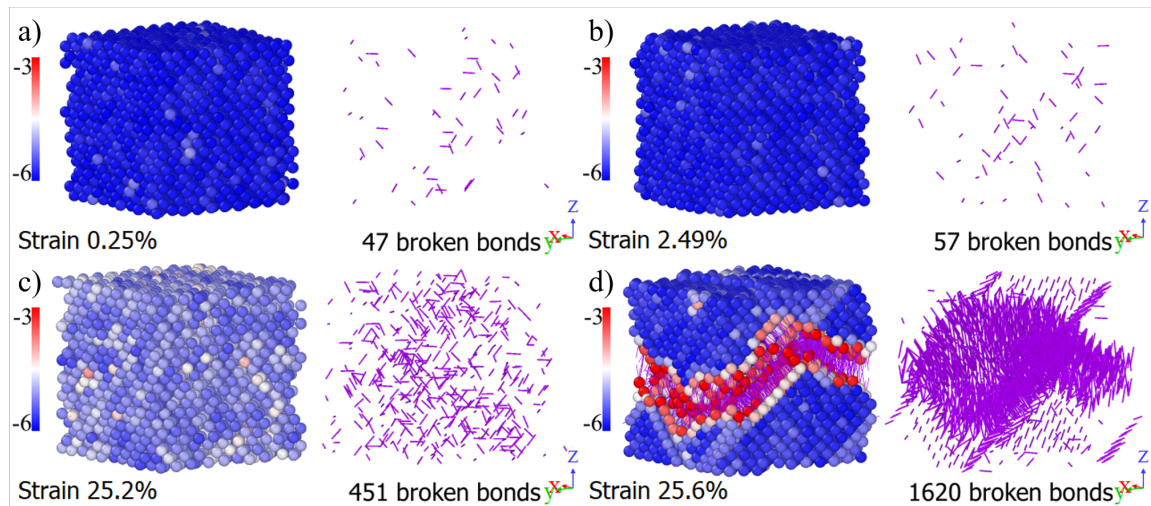 a)
-3
-6
Strain 0.25%
47 broken bonds
z
x
y
b)
-3
-6
Strain 2.49%
57 broken bonds
z
x
y
c)
-3
-6
Strain 25.2%
451 broken bonds
z
x
y
d)
-3
-6
Strain 25.6%
1620 broken bonds
z
x
y